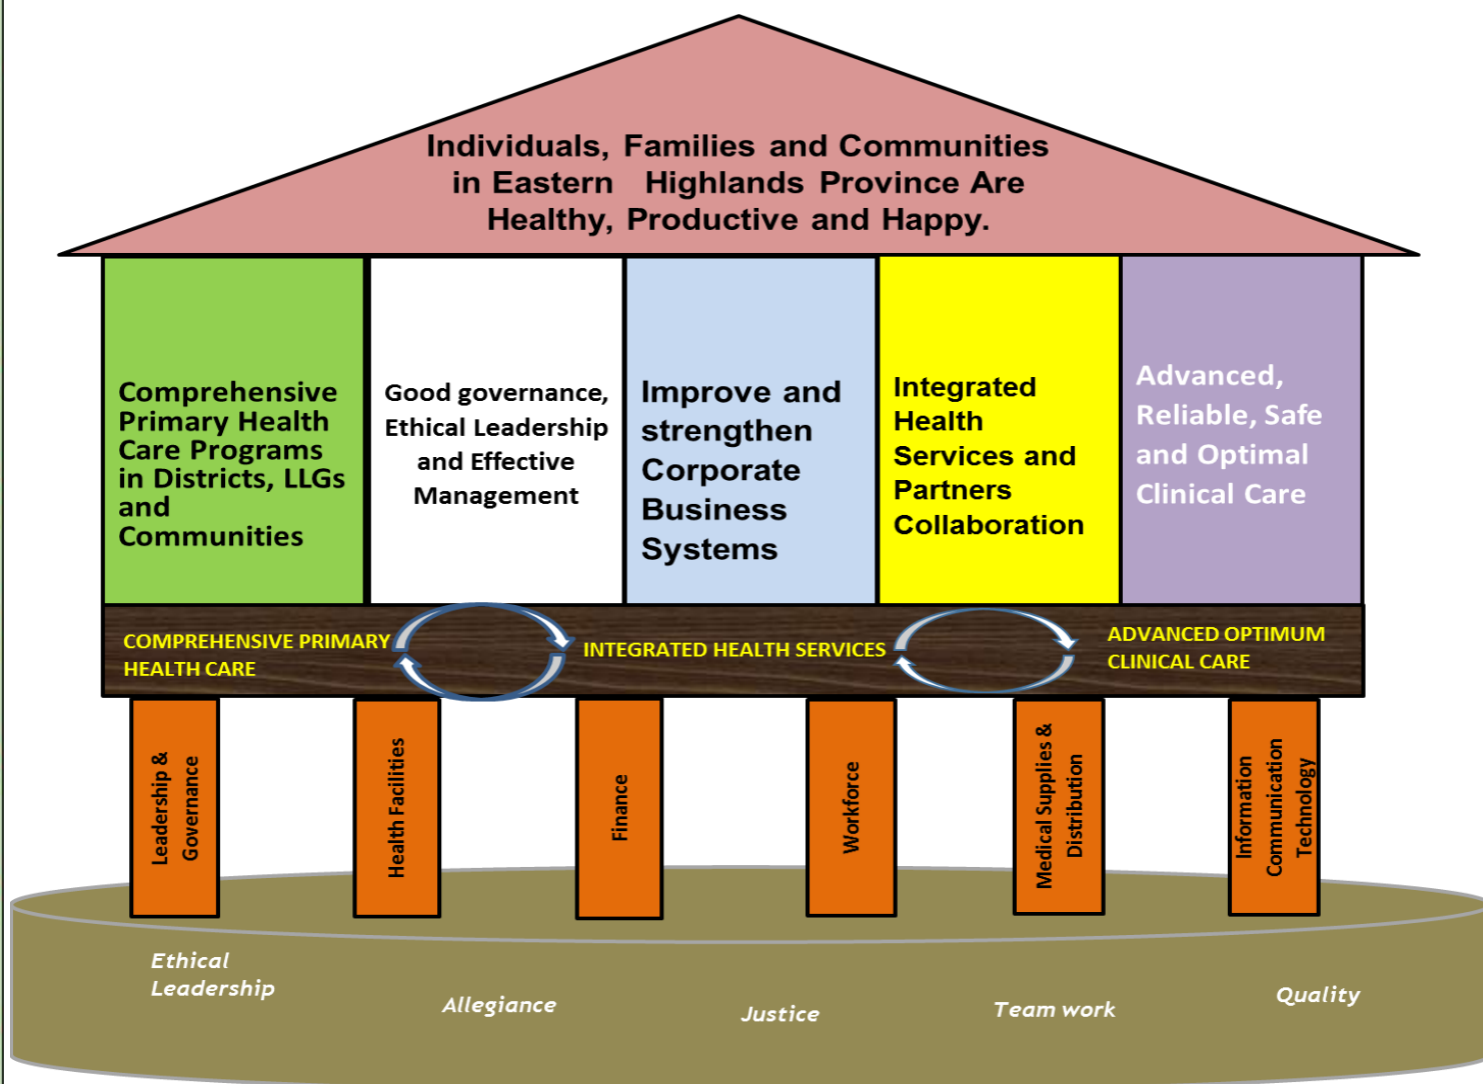 Individuals, Families and Communities
in Eastern Highlands Province Are
Healthy, Productive and Happy.
Comprehensive
Primary Health
Care Programs
in Districts, LLGs
and
Communities
Good governance,
Ethical Leadership
and Effective
Management
Improve and
strengthen
Corporate
Business
Systems
Integrated
Health
Services and
Partners
Collaboration
Advanced,
Reliable, Safe
and Optimal
Clinical Care
COMPREHENSIVE PRIMARY
HEALTH CARE
INTEGRATED HEALTH SERVICES
ADVANCED OPTIMUM
CLINICAL CARE
Leadership &
Governance
Health Facilities
Finance
Workforce
Medical Supplies &
Distribution
Information
Communication
Technology
Ethical
Leadership
Allegiance
Justice
Team work
Quality